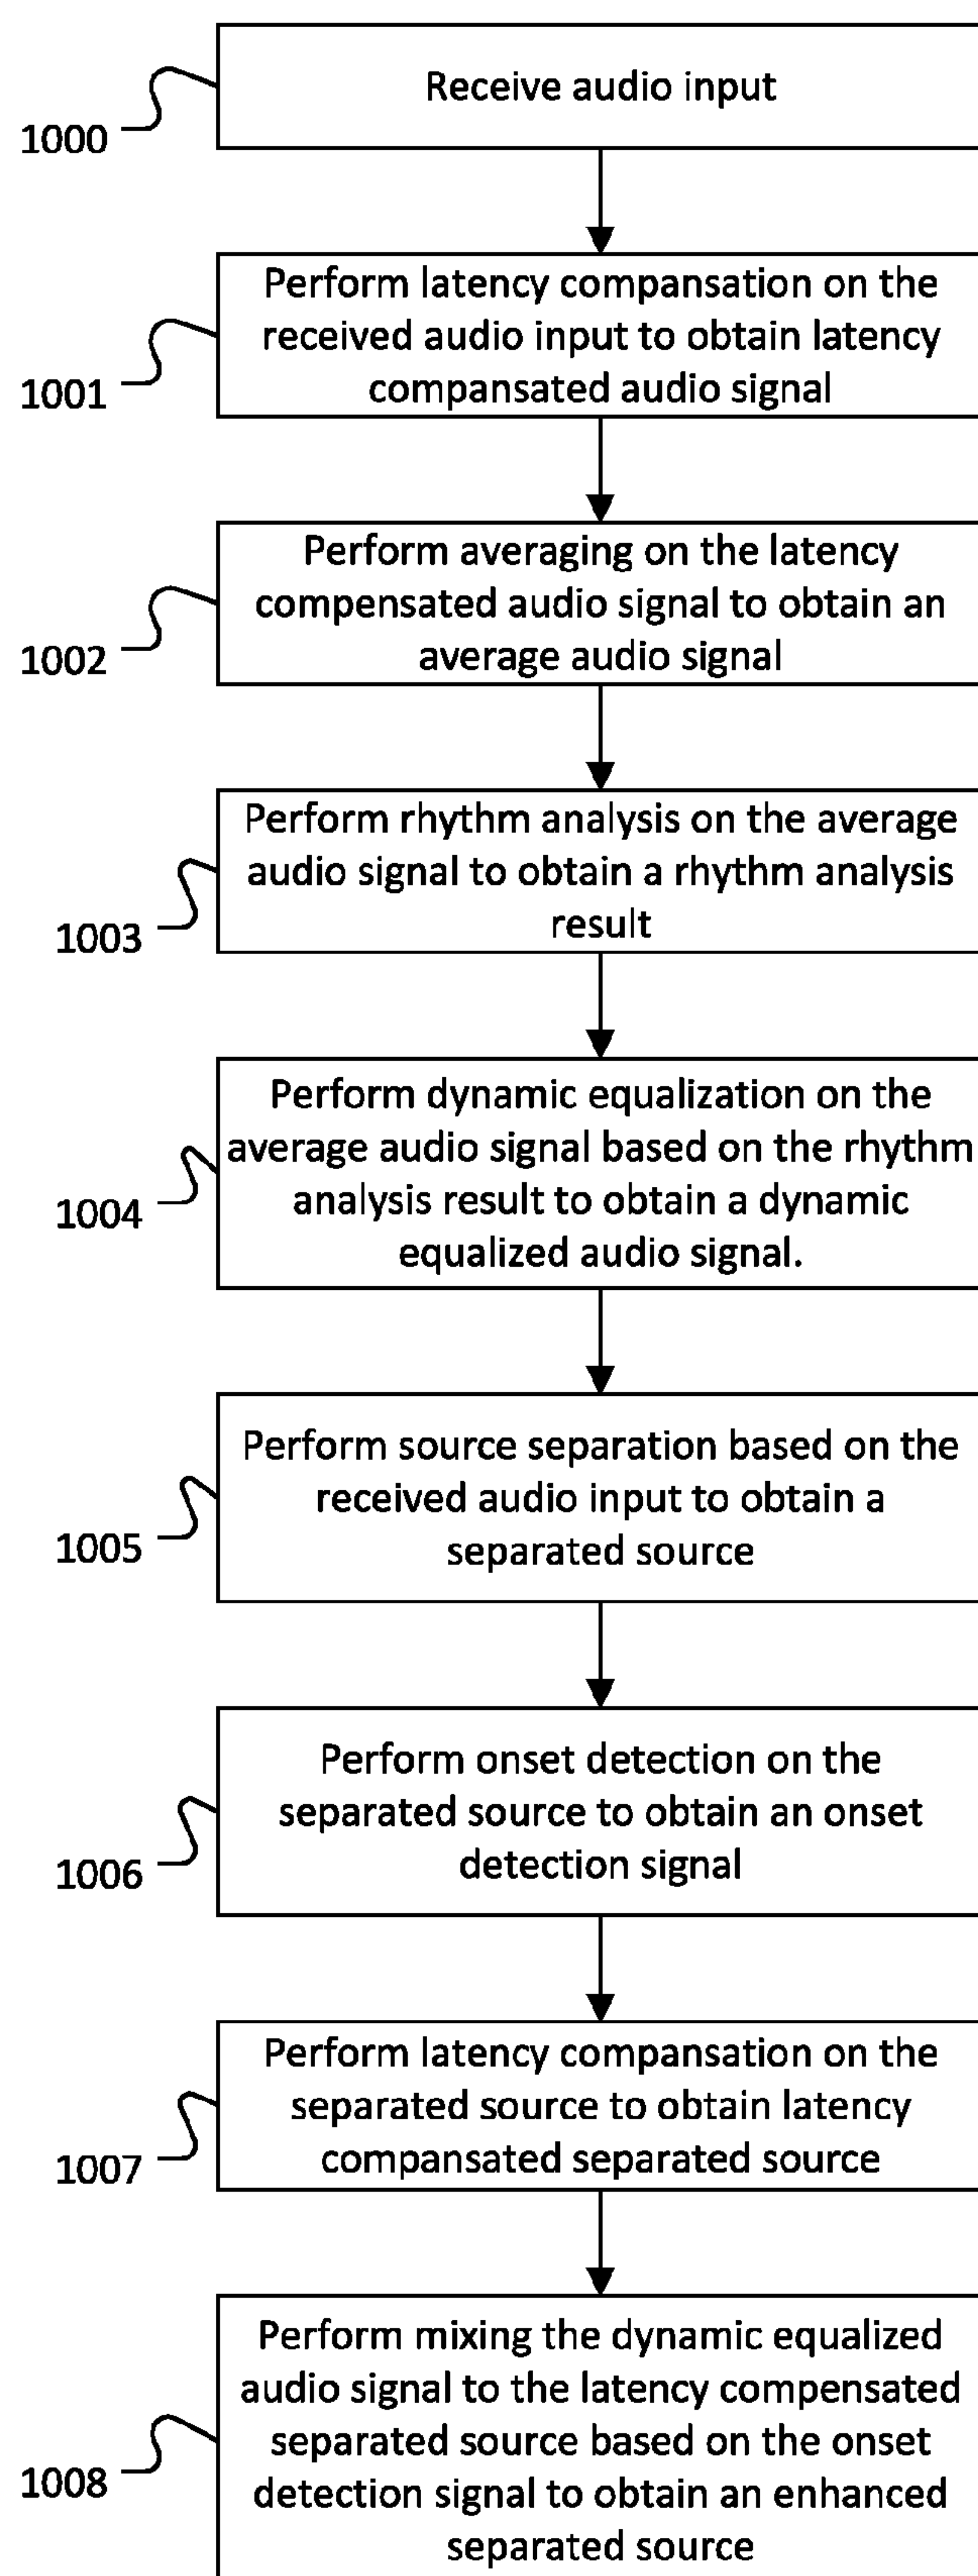 Receive audio input
1000
Perform latency compansation on the
received audio input to obtain latency
compansated audio signal
1001
Perform averaging on the latency
compensated audio signal to obtain an
average audio signal
1002
Perform rhythm analysis on the average
audio signal to obtain a rhythm analysis
result
1003
Perform dynamic equalization on the
average audio signal based on the rhythm
analysis result to obtain a dynamic
equalized audio signal.
1004
Perform source separation based on the
received audio input to obtain a
separated source
1005
Perform onset detection on the
separated source to obtain an onset
detection signal
1006
Perform latency compansation on the
separated source to obtain latency
compansated separated source
1007
Perform mixing the dynamic equalized
audio signal to the latency compensated
separated source based on the onset
detection signal to obtain an enhanced
separated source
1008